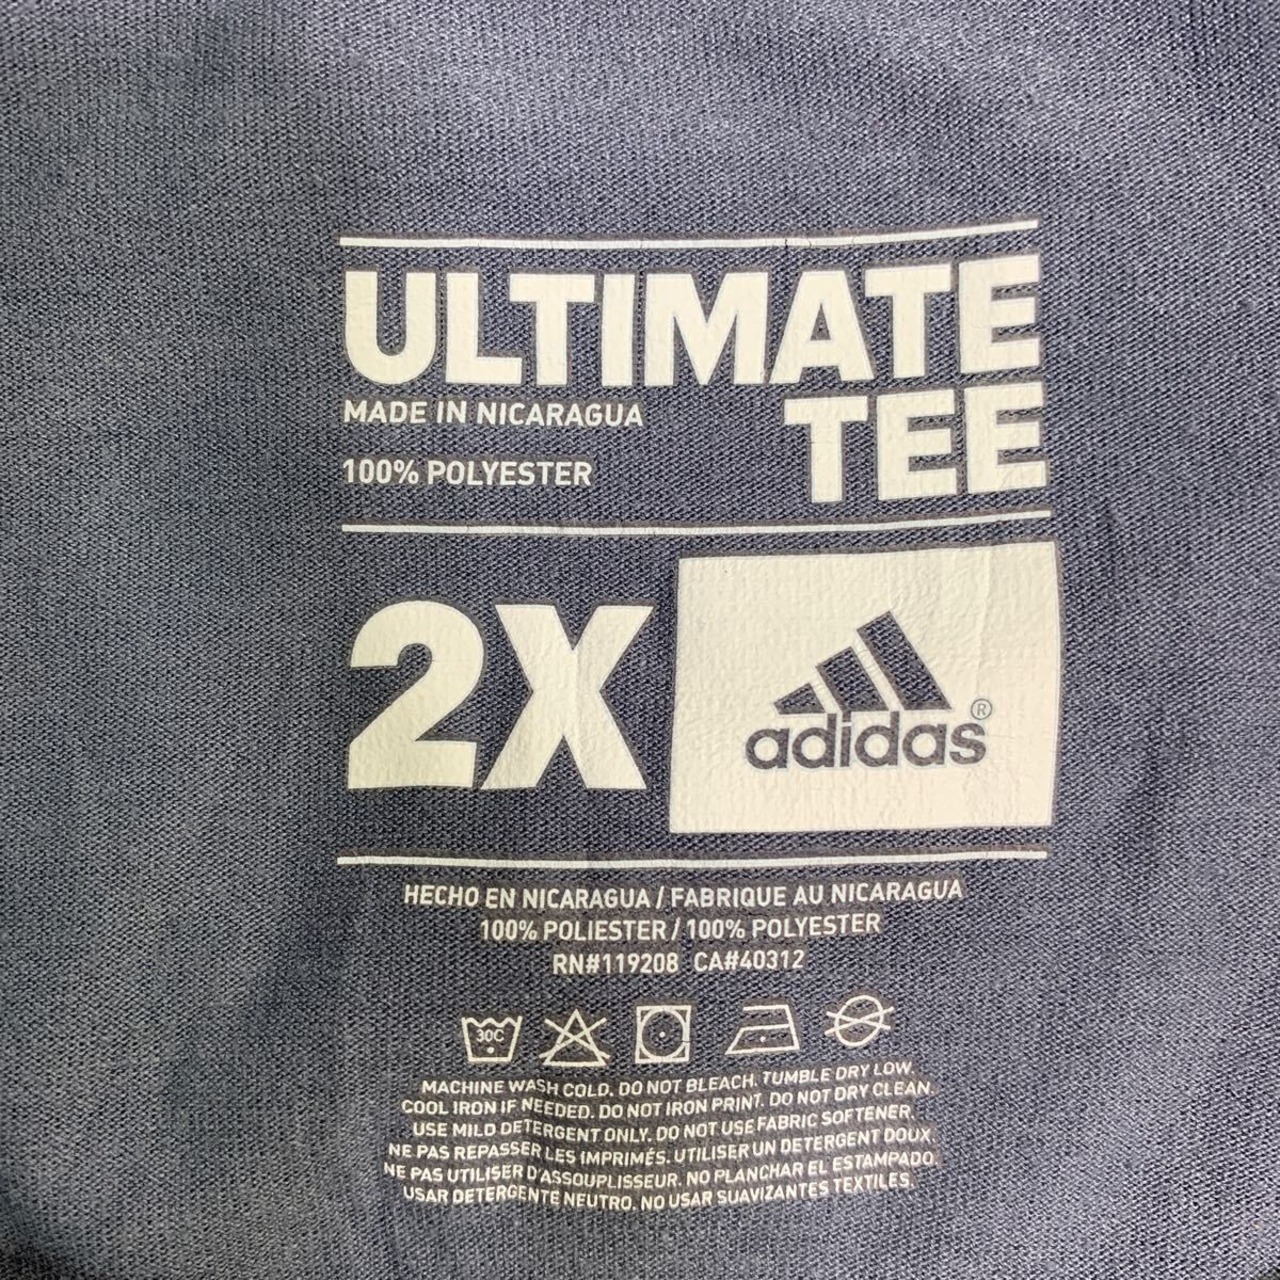 ULTIMATE
TEE
MADE IN NICARAGUA
100% POLYESTER
2X
adidas®
HECHO EN NICARAGUA / FABRIQUE AU NICARAGUA
100% POLIESTER / 100% POLYESTER
RN#119208 CA#40312
30C
MACHINE WASH COLD. DO NOT BLEACH. TUMBLE DRY LOW.
COOL IRON IF NEEDED. DO NOT IRON PRINT. DO NOT DRY CLEAN.
USE MILD DETERGENT ONLY. DO NOT USE FABRIC SOFTENER.
NE PAS REPASSER LES IMPRIMÉS. UTILISER UN DETERGENT DOUX.
NE PAS UTILISER D'ASSOUPLISSEUR. NO PLANCHAR EL ESTAMPADO.
USAR DETERGENTE NEUTRO. NO USAR SUAVIZANTES TEXTILES.